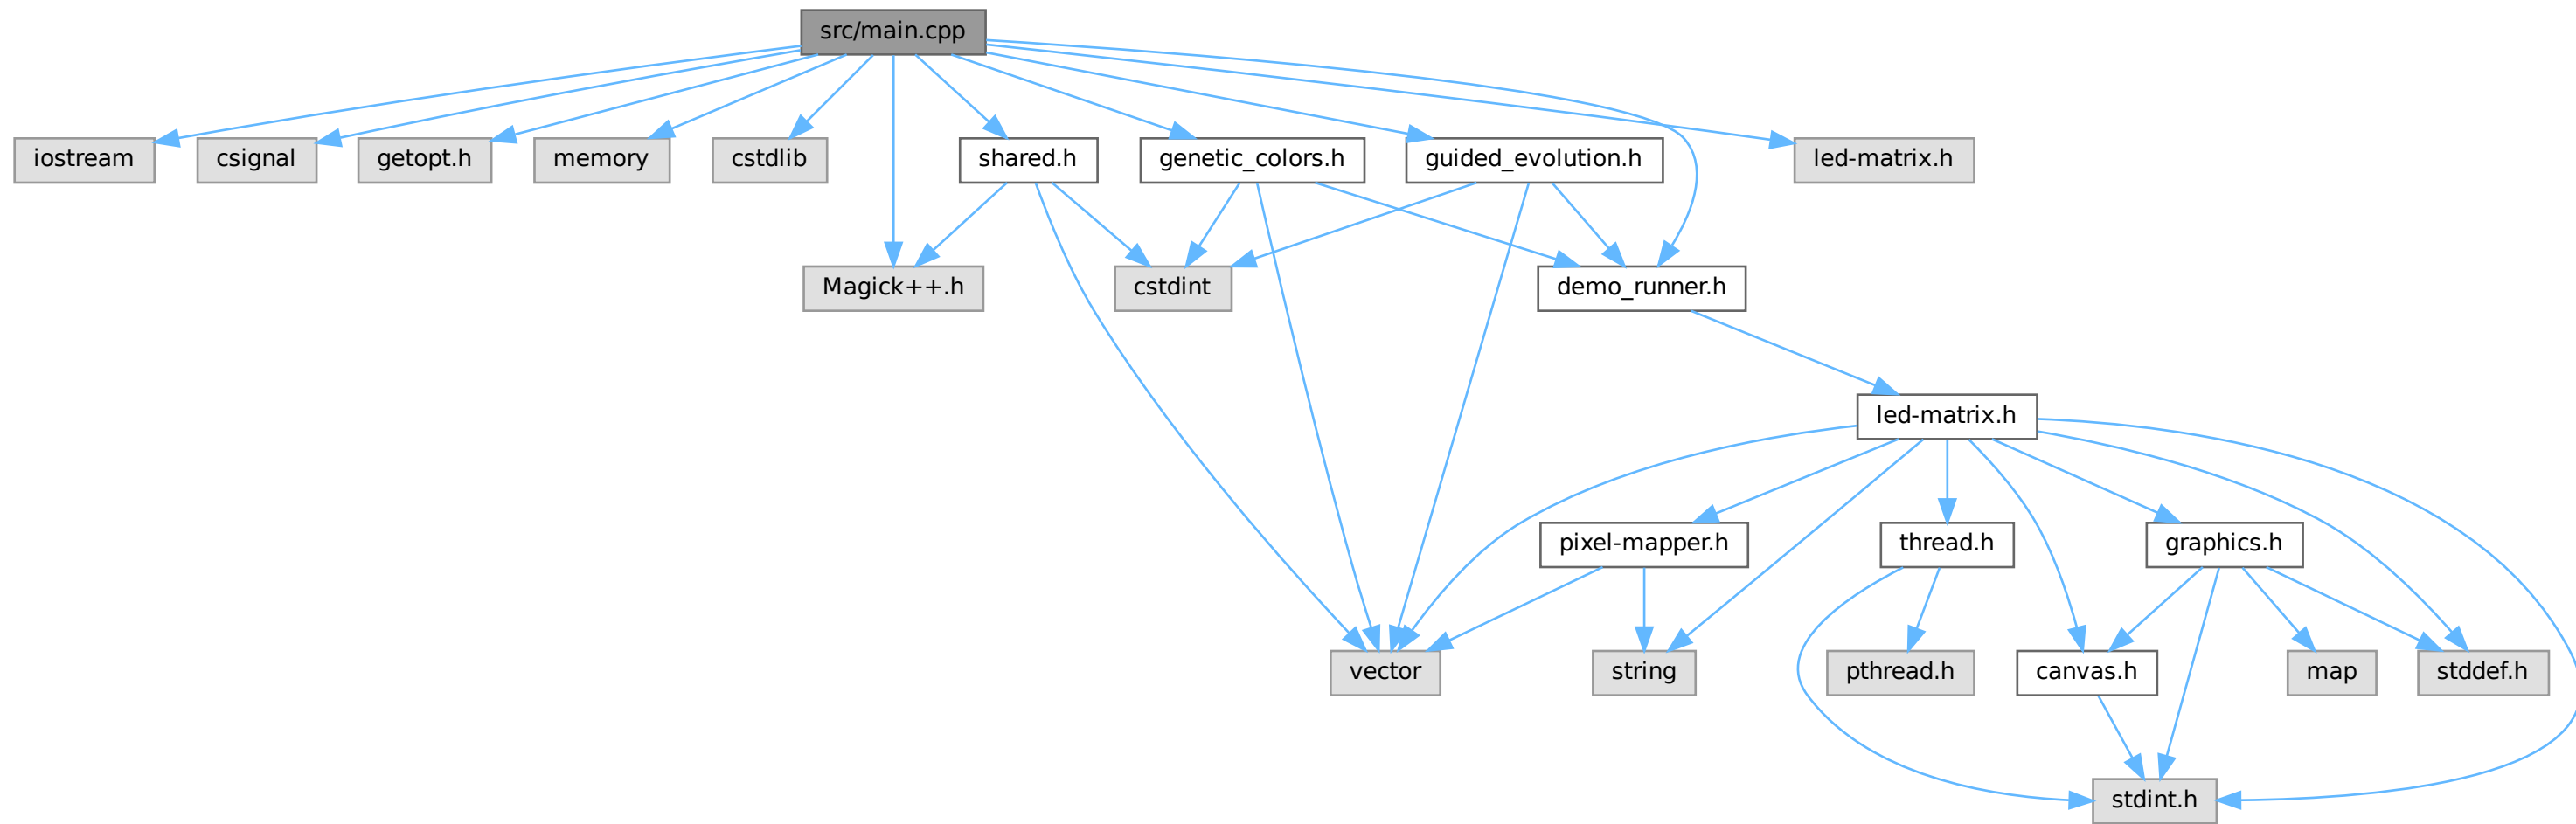 src/main.cpp
iostream
csignal
getopt.h
memory
cstdlib
shared.h
genetic_colors.h
guided_evolution.h
led-matrix.h
Magick++.h
cstdint
demo_runner.h
led-matrix.h
pixel-mapper.h
thread.h
graphics.h
vector
string
pthread.h
canvas.h
map
stddef.h
stdint.h